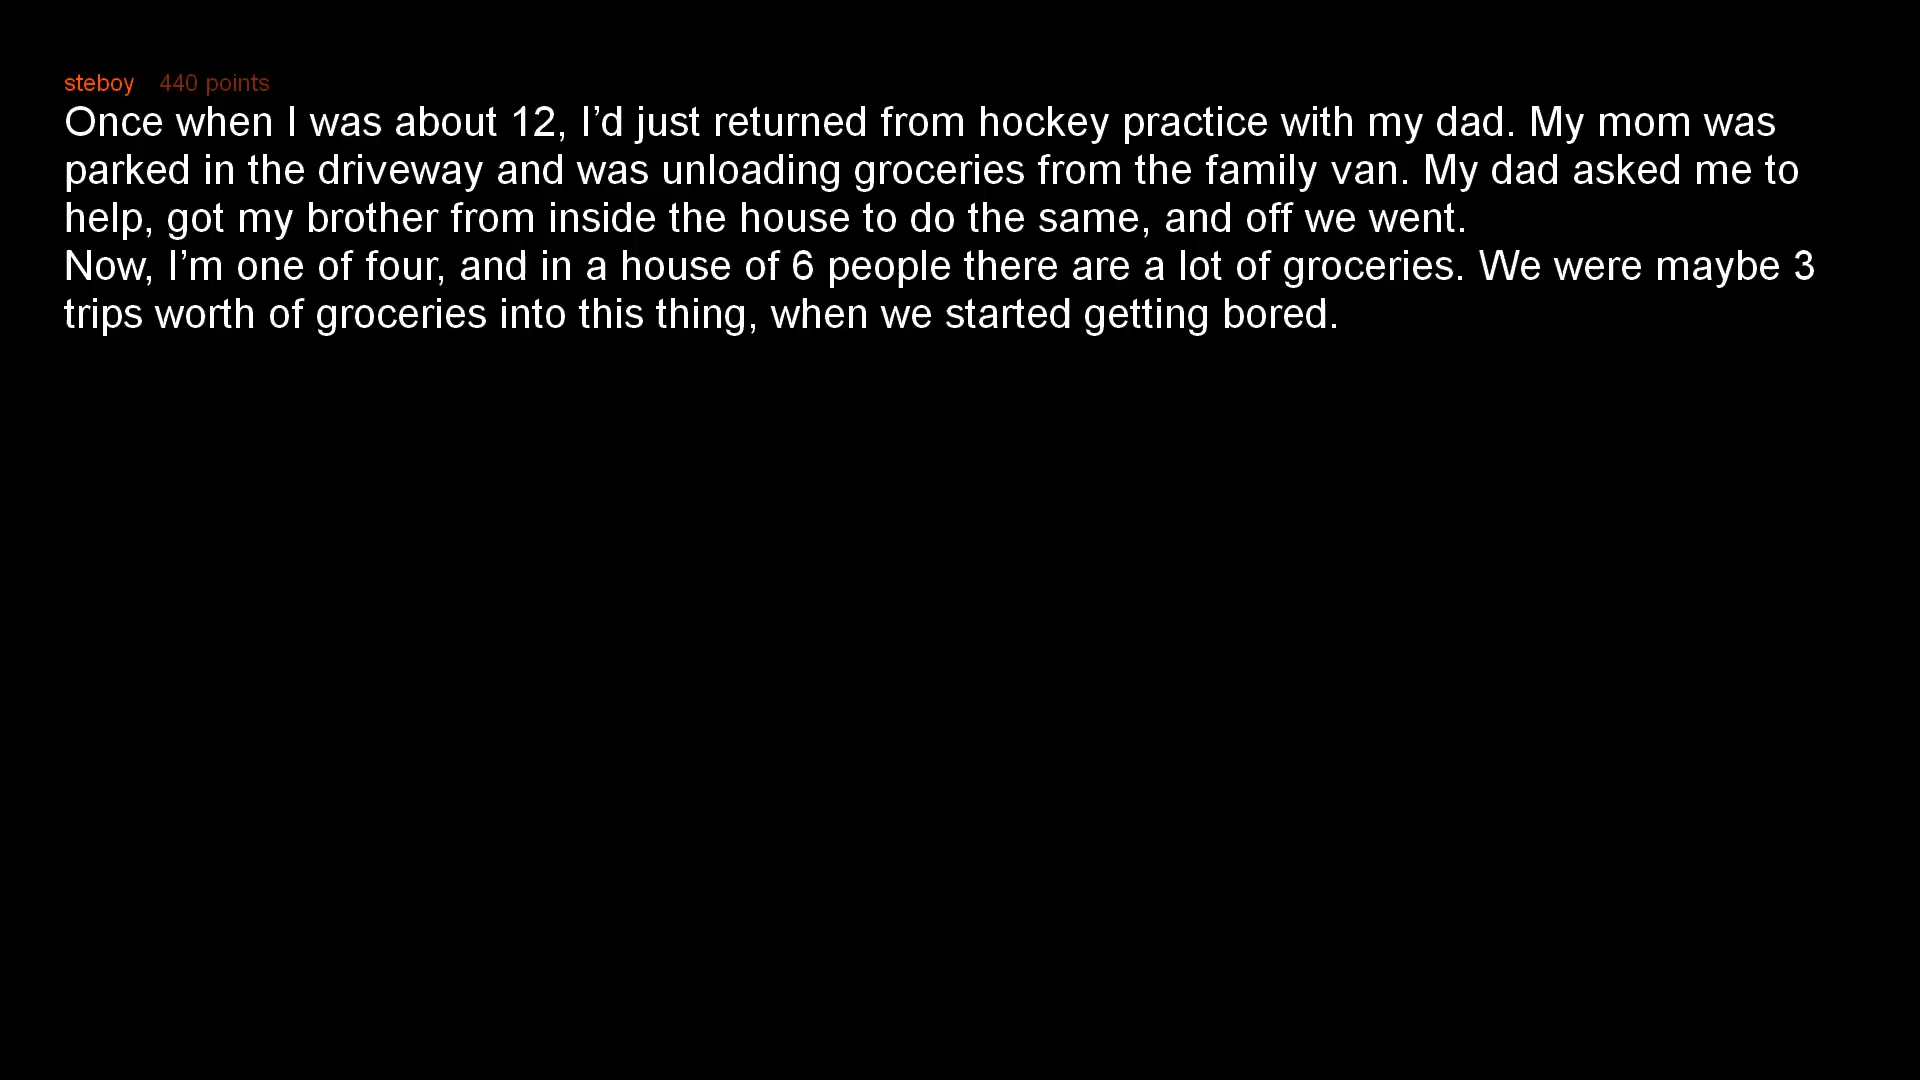 steboy 440 points
Once when I was about 12, I’d just returned from hockey practice with my dad. My mom was
parked in the driveway and was unloading groceries from the family van. My dad asked me to
help, got my brother from inside the house to do the same, and off we went.
Now, I’m one of four, and in a house of 6 people there are a lot of groceries. We were maybe 3
trips worth of groceries into this thing, when we started getting bored.